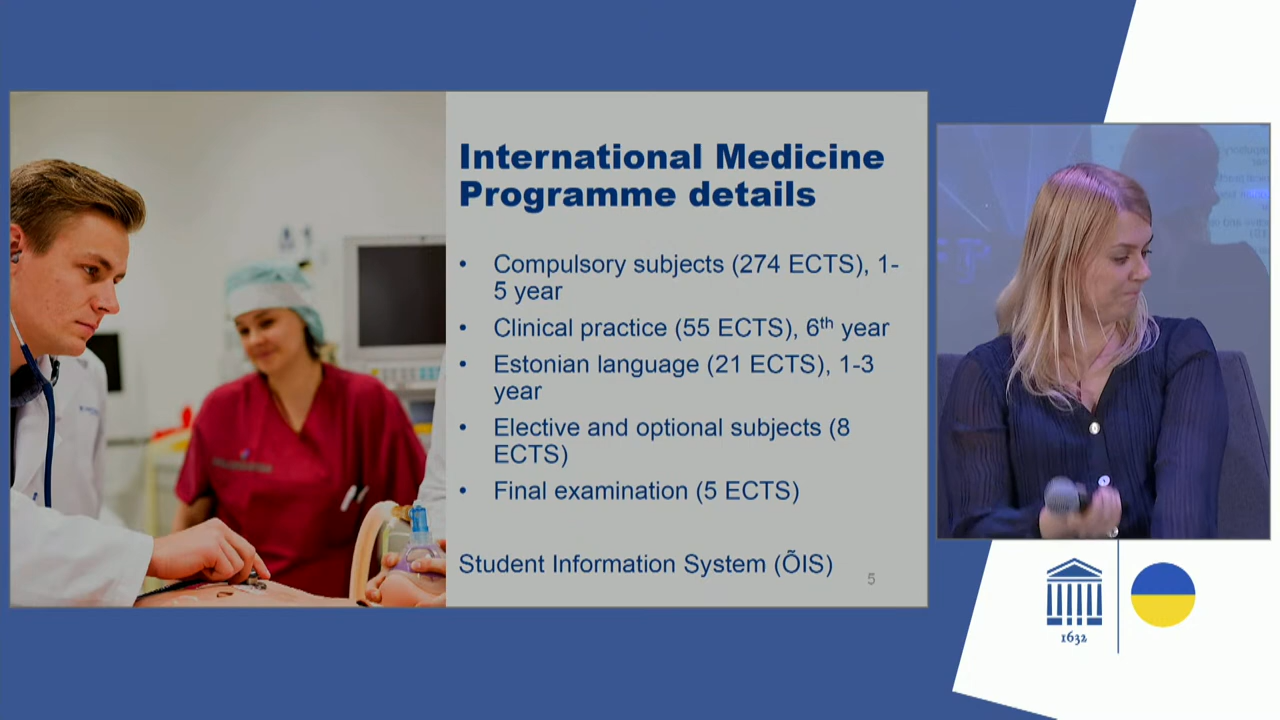 International Medicine
Programme details
• Compulsory subjects (274 ECTS), 1-
5 year
• Clinical practice (55 ECTS), 6th year
• Estonian language (21 ECTS), 1-3
year
• Elective and optional subjects (8
ECTS)
• Final examination (5 ECTS)
Student Information System (ÕIS)
5
1632